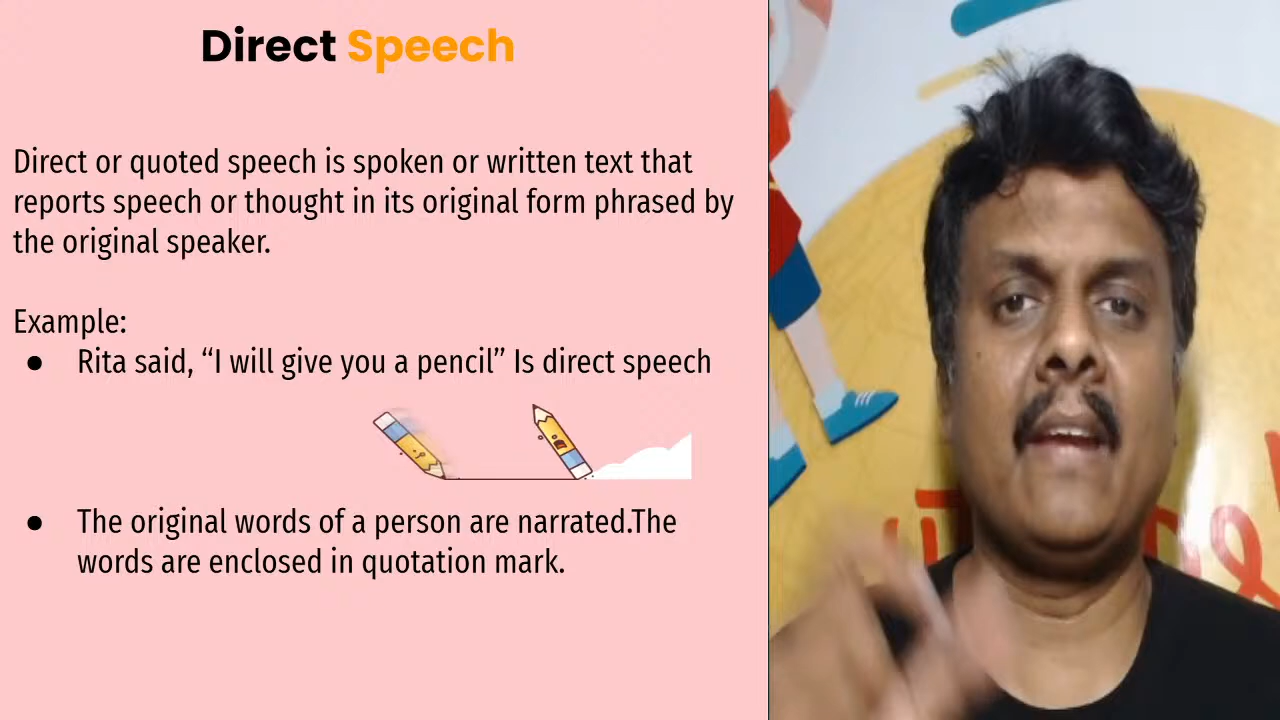 Direct Speech
Direct or quoted speech is spoken or written text that
reports speech or thought in its original form phrased by
the original speaker.
Example:
● Rita said, “I will give you a pencil” Is direct speech
● The original words of a person are narrated.The
words are enclosed in quotation mark.